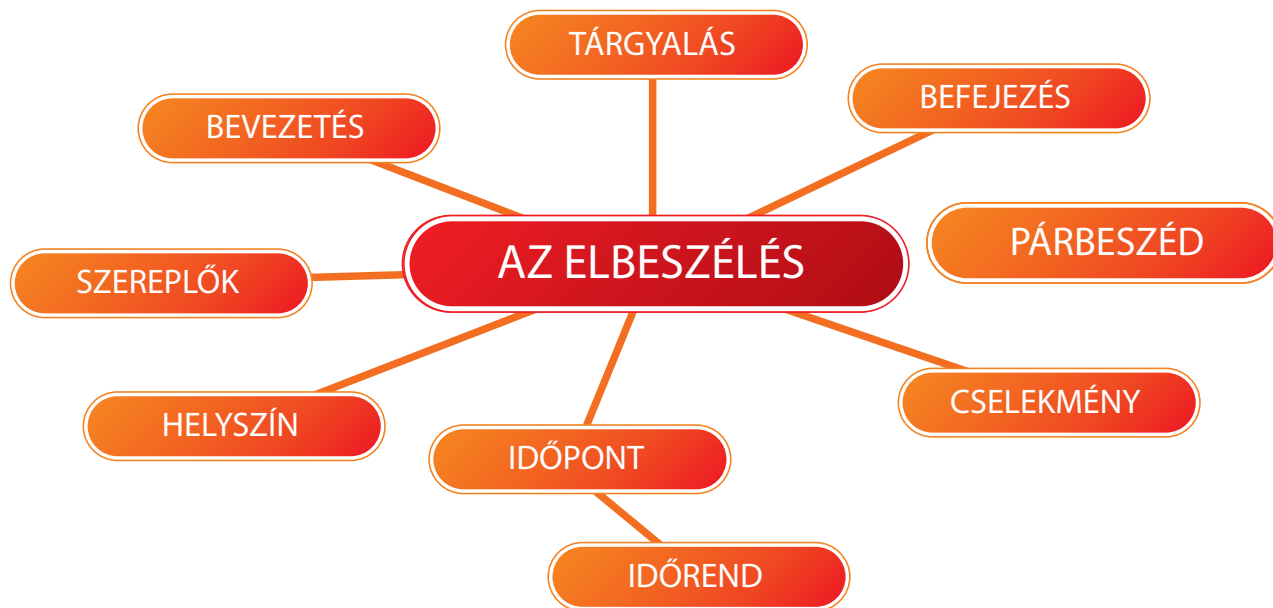 TÁRGYALÁS
BEFEJEZÉS
BEVEZETÉS
PÁRBESZÉD
AZ ELBESZÉLÉS
SZEREPLŐK
CSELEKMÉNY
HELYSZÍN
IDŐPONT
IDŐREND